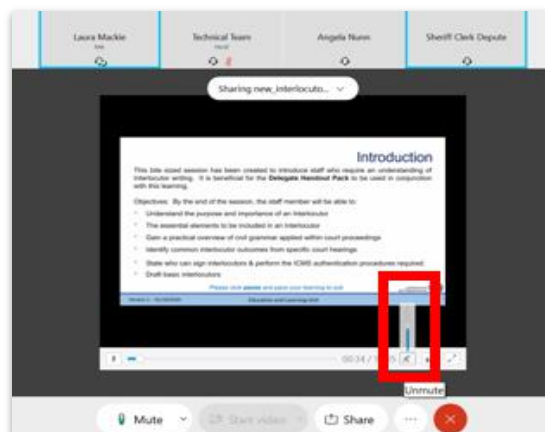 Laura Mackie
Technical Team
Angela Nunn
Sheriff Clerk Depute
Sharing new_interlocuto...
Introduction
This bite sized session has been created to introduce staff who require an understanding of
interlocutor writing. It is beneficial for the Delegate Handout Pack to be used in conjunction
with this learning.
Objectives: By the end of the session, the staff member will be able to:
Understand the purpose and importance of an Interlocutor
The essential elements to be included in an interlocutor
Gain a practical overview of civil grammar applied within court proceedings
Identify common interlocutor outcomes from specific court hearings
State who can sign interlocutors & perform the ICMS authentication procedures required.
Draft basic interlocutors
Please click pause and pace your learning to suit
Education and Learning Unit
00:34 /
Unmute
Mute
Start video
Share